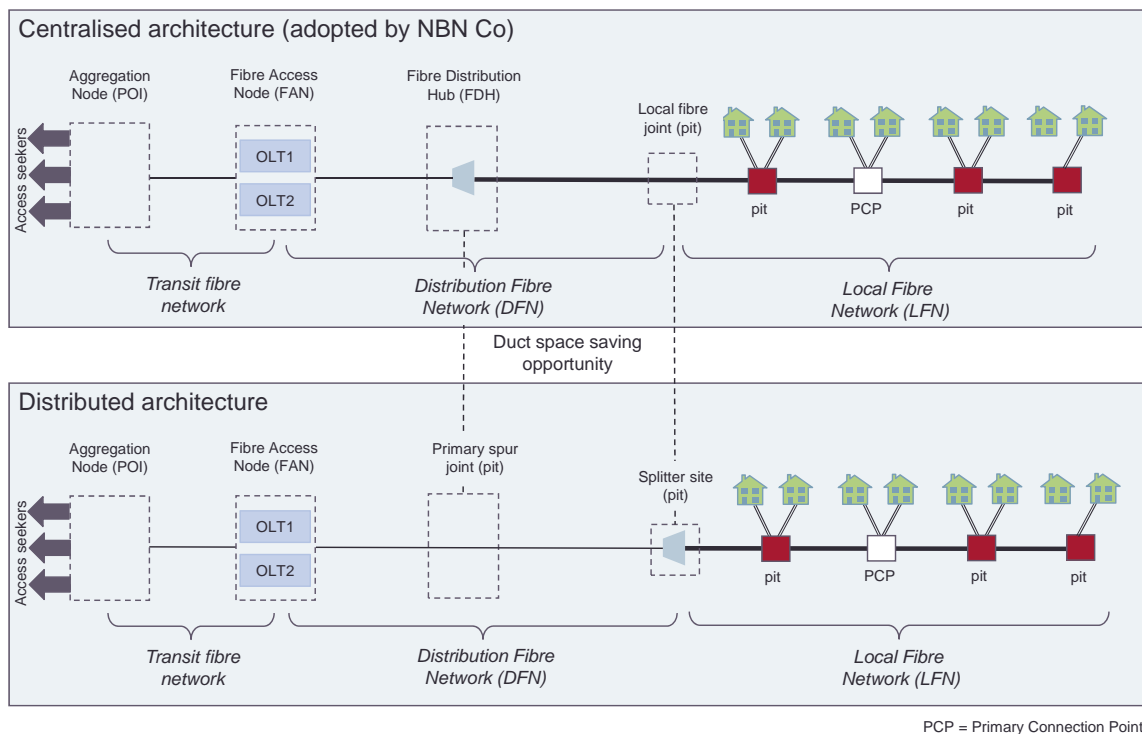 Centralised architecture (adopted by NBN Co)
Aggregation
Node (POI)
Fibre Access
Node (FAN)
Fibre Distribution
Hub (FDH)
Local fibre
joint (pit)
Access seekers
OLT1
OLT2
pit
PCP
pit
pit
Transit fibre
network
Distribution Fibre
Network (DFN)
Local Fibre
Network (LFN)
Duct space saving
opportunity
Distributed architecture
Aggregation
Node (POI)
Fibre Access
Node (FAN)
Primary spur
joint (pit)
Splitter site
(pit)
Access seekers
OLT1
OLT2
pit
PCP
pit
pit
Transit fibre
network
Distribution Fibre
Network (DFN)
Local Fibre
Network (LFN)
PCP = Primary Connection Point